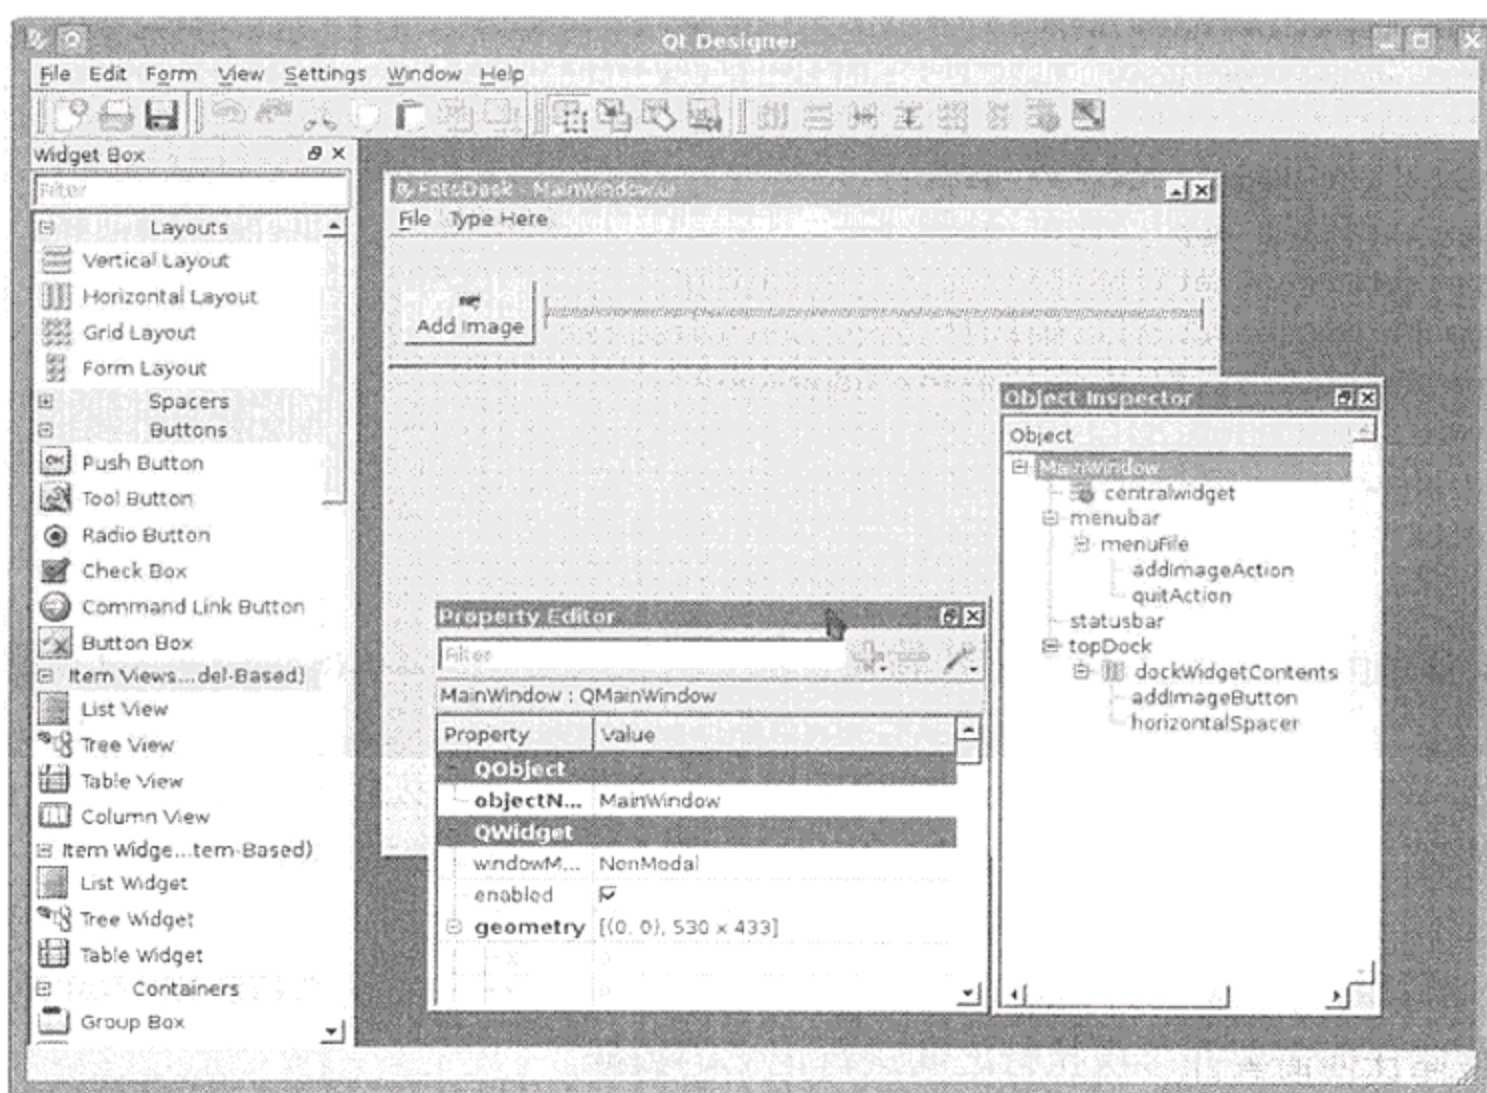 Qt Designer
File Edit Form View Settings Window Help
Widget Box
Filter
Layouts
Vertical Layout
Horizontal Layout
Grid Layout
Form Layout
Spacers
Buttons
Push Button
Tool Button
Radio Button
Check Box
Command Link Button
Button Box
Item Views...del-Based)
List View
Tree View
Table View
Column View
Item Widge...tem-Based)
List Widget
Tree Widget
Table Widget
Containers
Group Box
FotoDesk - MainWindow.ui
File Type Here
Add Image
Property Editor
Filter
MainWindow : QMainWindow
Property Value
QObject
objectN... MainWindow
QWidget
windowM... NonModal
enabled
geometry [(0, 0), 530 x 433]
X 0
Y 0
Object Inspector
Object
MainWindow
centralwidget
menubar
menuFile
addImageAction
quitAction
statusbar
topDock
dockWidgetContents
addImageButton
horizontalSpacer